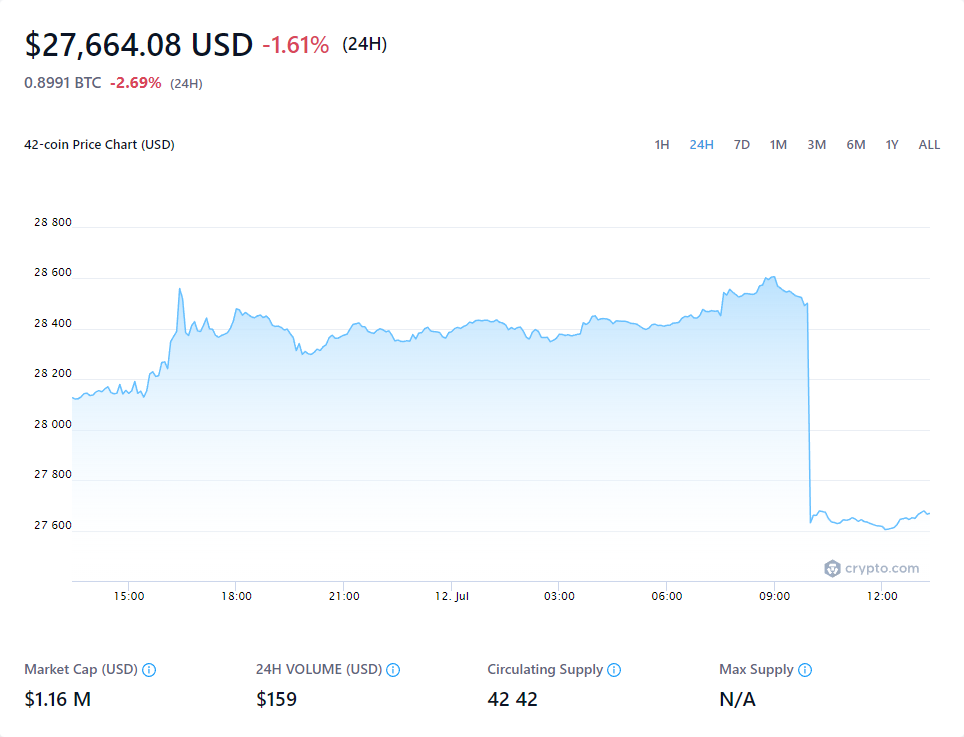 $27,664.08 USD -1.61% (24H)
0.8991 BTC -2.69% (24H)
42-coin Price Chart (USD) 1H 24H 7D 1M 3M 6M 1Y ALL
28 800
28 600
28 400
28 200
28 000
27 800
27 600
crypto.com
15:00 18:00 21:00 12. Jul 03:00 06:00 09:00 12:00
Market Cap (USD) 24H VOLUME (USD) Circulating Supply Max Supply
$1.16 M $159 42 42 N/A